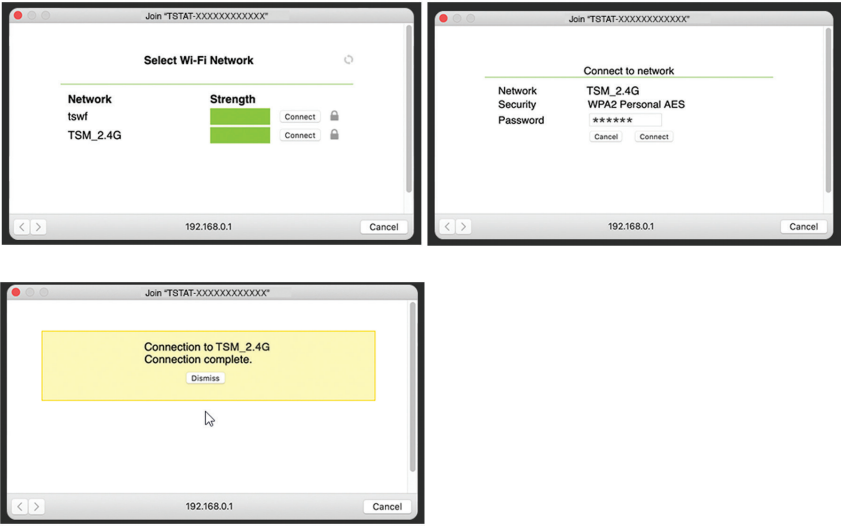 Join "TSTAT-XXXXXXXXXXXX"
Select Wi-Fi Network
Network Strength
tswf Connect
TSM_2.4G Connect
192.168.0.1 Cancel
Join "TSTAT-XXXXXXXXXXXX"
Connect to network
Network TSM_2.4G
Security WPA2 Personal AES
Password ******
Cancel Connect
192.168.0.1 Cancel
Join "TSTAT-XXXXXXXXXXXX"
Connection to TSM_2.4G
Connection complete.
Dismiss
192.168.0.1 Cancel